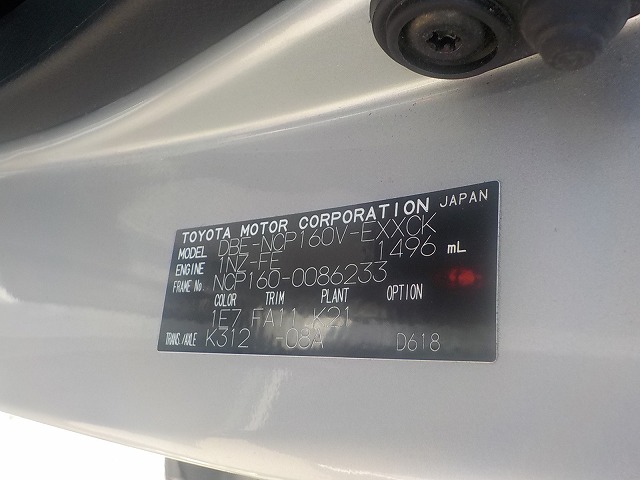 TOYOTA MOTOR CORPORATION JAPAN
MODEL DBE-NCP160V-EXXCK
ENGINE 1NZ-FE 1496 mL
FRAME No. NCP160-0086233
COLOR TRIM PLANT OPTION
1E7 FA11 K21
TRANS./AXLE K312 -08A D618